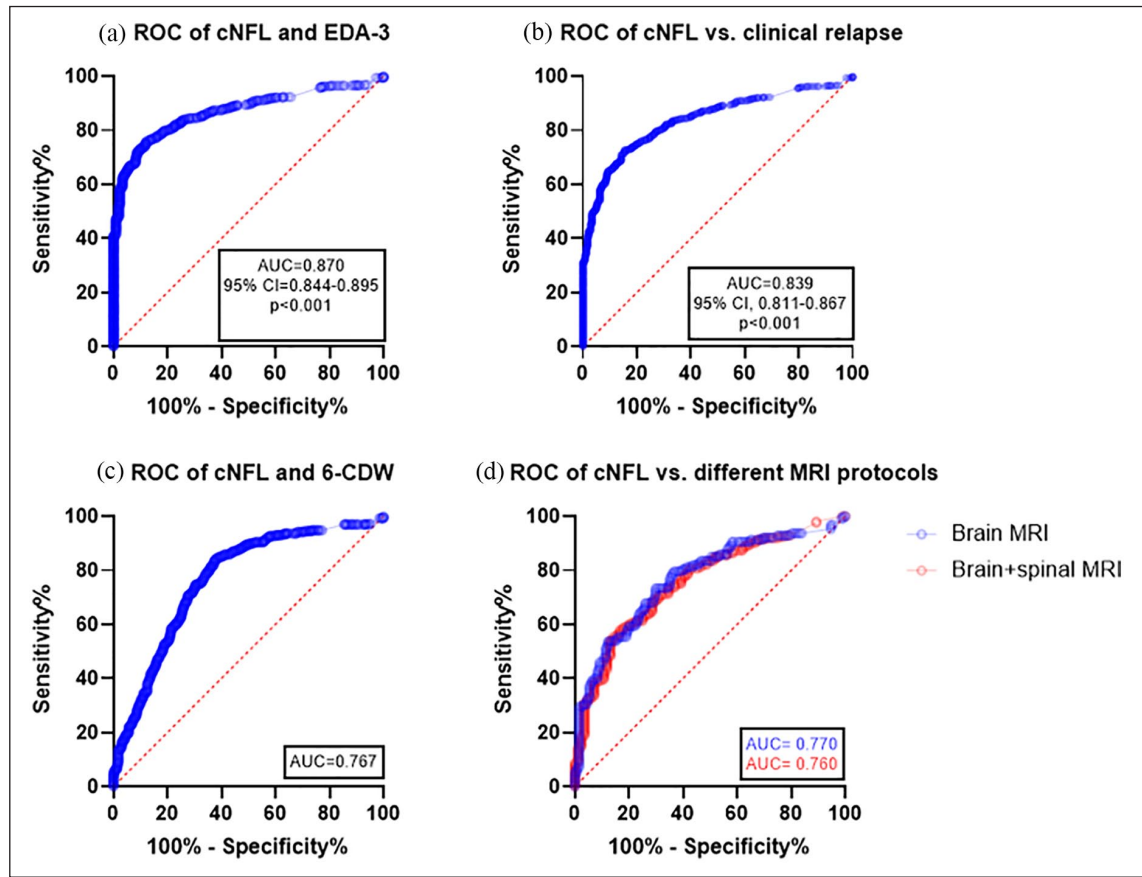 (a) ROC of cNFL and EDA-3
100
80
60
40
20
0
Sensitivity%
AUC=0.870
95% CI=0.844-0.895
p<0.001
0 20 40 60 80 100
100% - Specificity%
(b) ROC of cNFL vs. clinical relapse
100
80
60
40
20
0
Sensitivity%
AUC=0.839
95% CI, 0.811-0.867
p<0.001
0 20 40 60 80 100
100% - Specificity%
(c) ROC of cNFL and 6-CDW
100
80
60
40
20
0
Sensitivity%
AUC=0.767
0 20 40 60 80 100
100% - Specificity%
(d) ROC of cNFL vs. different MRI protocols
100
80
60
40
20
0
Sensitivity%
AUC= 0.770
AUC= 0.760
0 20 40 60 80 100
100% - Specificity%
Brain MRI
Brain+spinal MRI